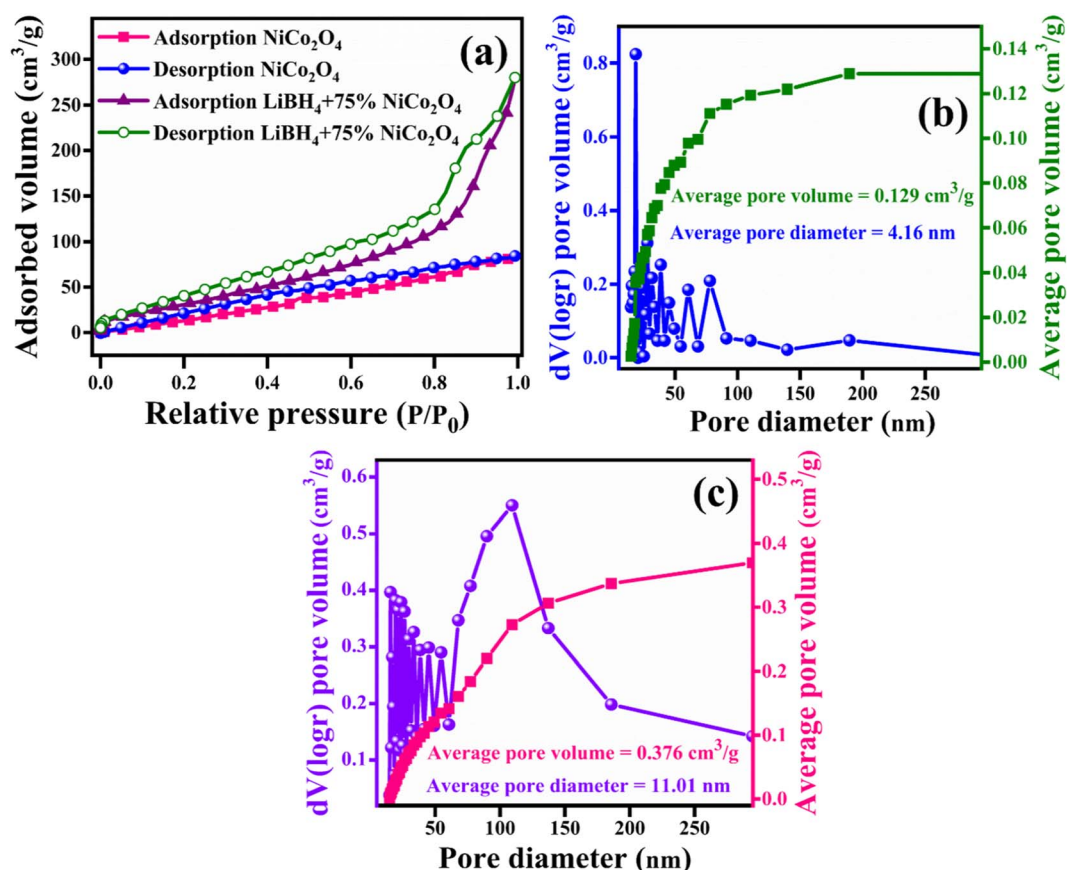 (a)
Adsorption NiCo₂O₄
Desorption NiCo₂O₄
Adsorption LiBH₄+75% NiCo₂O₄
Desorption LiBH₄+75% NiCo₂O₄
Adsorbed volume (cm³/g)
300
250
200
150
100
50
0
0.0 0.2 0.4 0.6 0.8 1.0
Relative pressure (P/P₀)
(b)
dV(logr) pore volume (cm³/g)
0.8
0.6
0.4
0.2
0.0
Average pore volume = 0.129 cm³/g
Average pore diameter = 4.16 nm
0.14
0.12
0.10
0.08
0.06
0.04
0.02
0.00
Average pore volume (cm³/g)
50 100 150 200 250
Pore diameter (nm)
(c)
dV(logr) pore volume (cm³/g)
0.6
0.5
0.4
0.3
0.2
0.1
Average pore volume = 0.376 cm³/g
Average pore diameter = 11.01 nm
0.5
0.4
0.3
0.2
0.1
0.0
Average pore volume (cm³/g)
50 100 150 200 250
Pore diameter (nm)